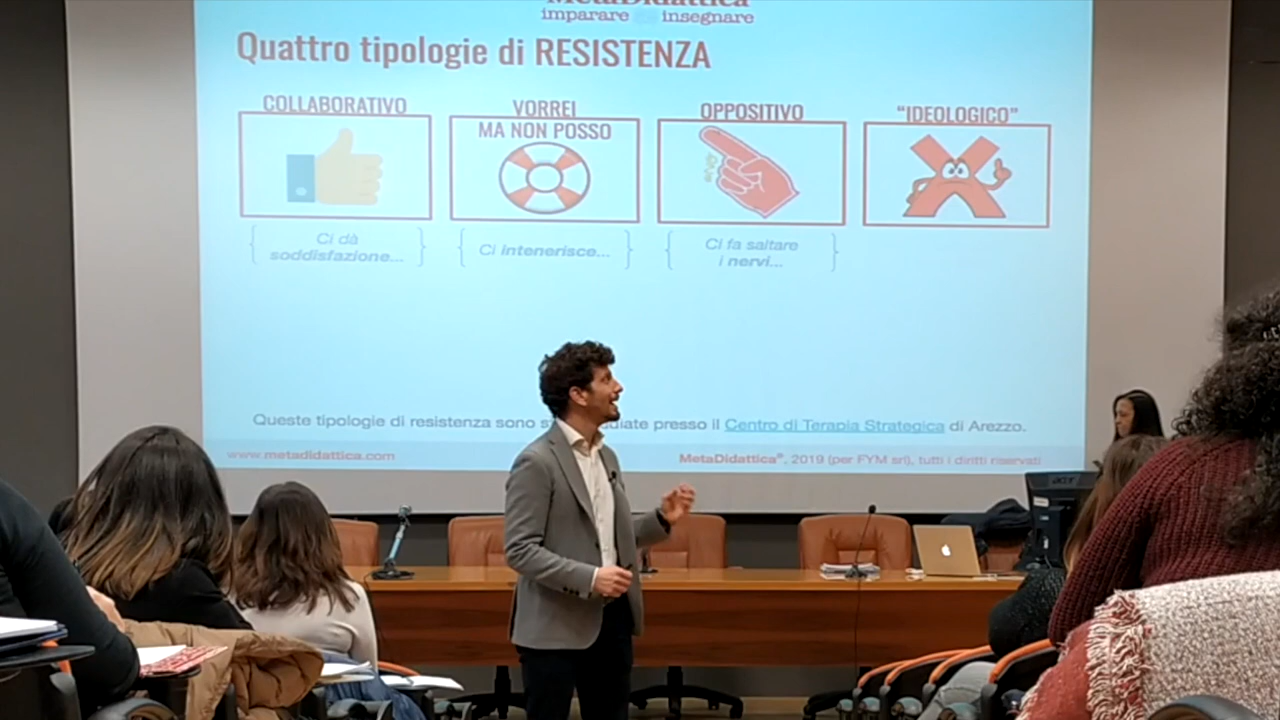 MetaDidattica
imparare insegnare
Quattro tipologie di RESISTENZA
COLLABORATIVO
VORREI
MA NON POSSO
OPPOSITIVO
“IDEOLOGICO”
Ci dà
soddisfazione...
Ci intenerisce...
Ci fa saltare
i nervi...
Queste tipologie di resistenza sono presso il Centro di Terapia Strategica di Arezzo.
www.metadidattica.com
MetaDidattica®, 2019 (per FYM srl), tutti i diritti riservati
acer